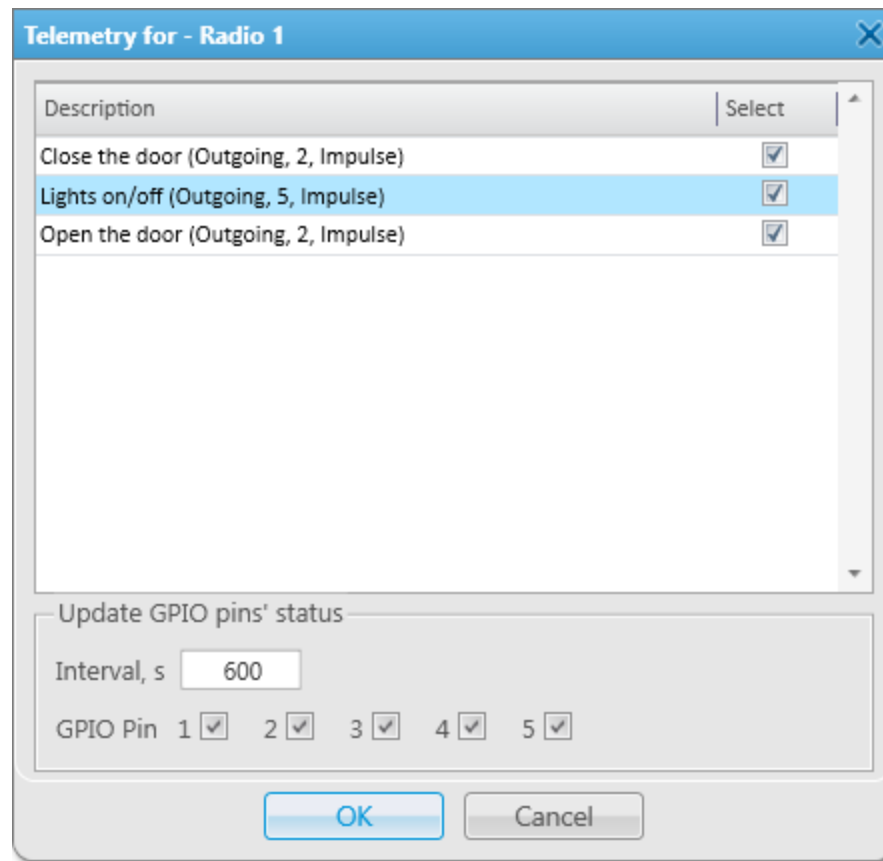 Telemetry for - Radio 1
Description Select
Close the door (Outgoing, 2, Impulse)
Lights on/off (Outgoing, 5, Impulse)
Open the door (Outgoing, 2, Impulse)
Update GPIO pins' status
Interval, s 600
GPIO Pin 1 2 3 4 5
OK Cancel